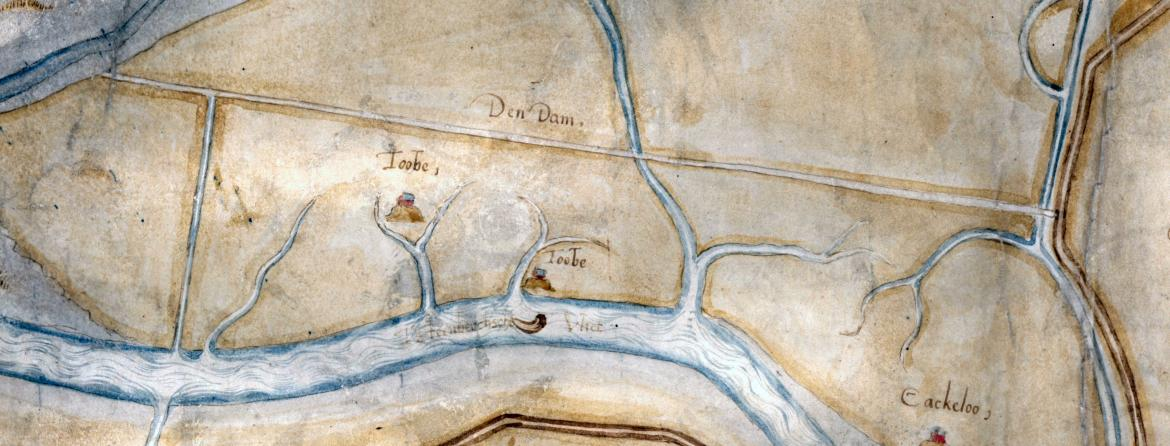 Den Dam.
Toobe,
Toobe
Vliet
Cackeloo,